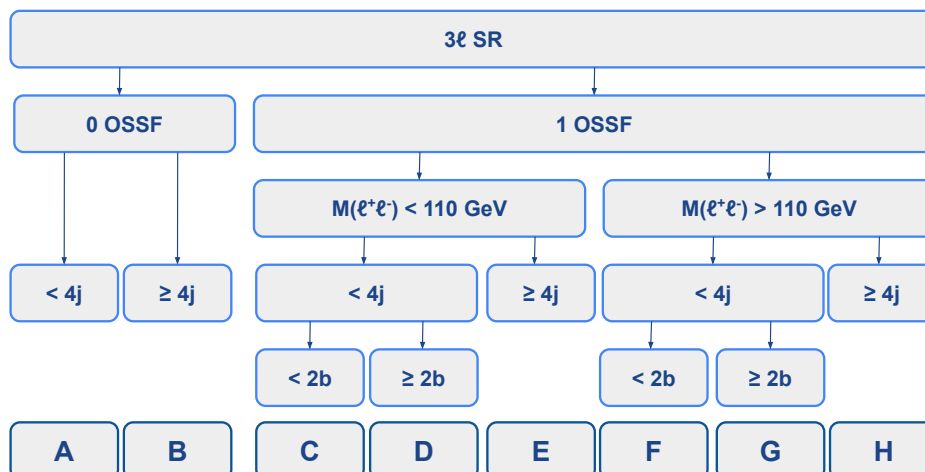 3ℓ SR
0 OSSF
1 OSSF
M(ℓ⁺ℓ⁻) < 110 GeV
M(ℓ⁺ℓ⁻) > 110 GeV
< 4j
≥ 4j
< 4j
≥ 4j
< 4j
≥ 4j
< 2b
≥ 2b
< 2b
≥ 2b
A
B
C
D
E
F
G
H